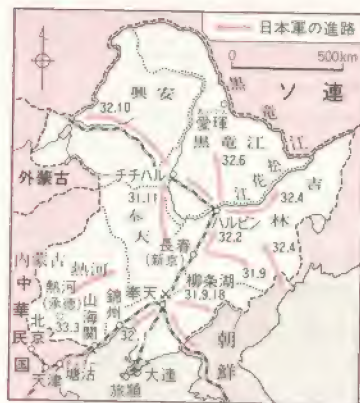 日本軍の進路
0 500km
ソ連
黒竜江
興安
32.10
愛琿
黒竜江
32.6
松花江
吉林
32.4
外蒙古
チチハル
31.11
ハルビン
32.2
32.4
奉天
長春
(新京)
31.9
内蒙古
熱河
熱河
(承徳)
33.3
山海関
錦州
32.
奉天
柳条湖
31.9.18
中華民国
北京
天津
塘沽
大連
旅順
朝鮮